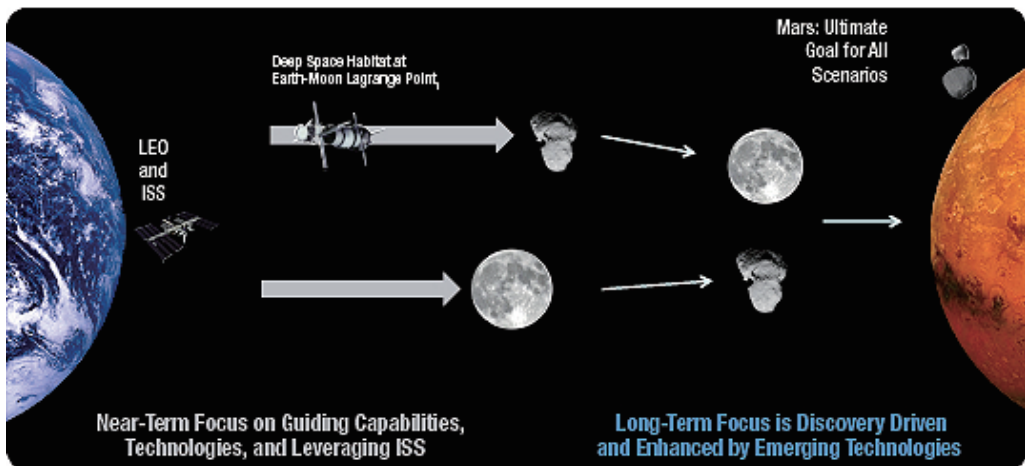 Mars: Ultimate
Goal for All
Scenarios
Deep Space Habitat at
Earth-Moon Lagrange Point1
LEO
and
ISS
Near-Term Focus on Guiding Capabilities,
Technologies, and Leveraging ISS
Long-Term Focus is Discovery Driven
and Enhanced by Emerging Technologies